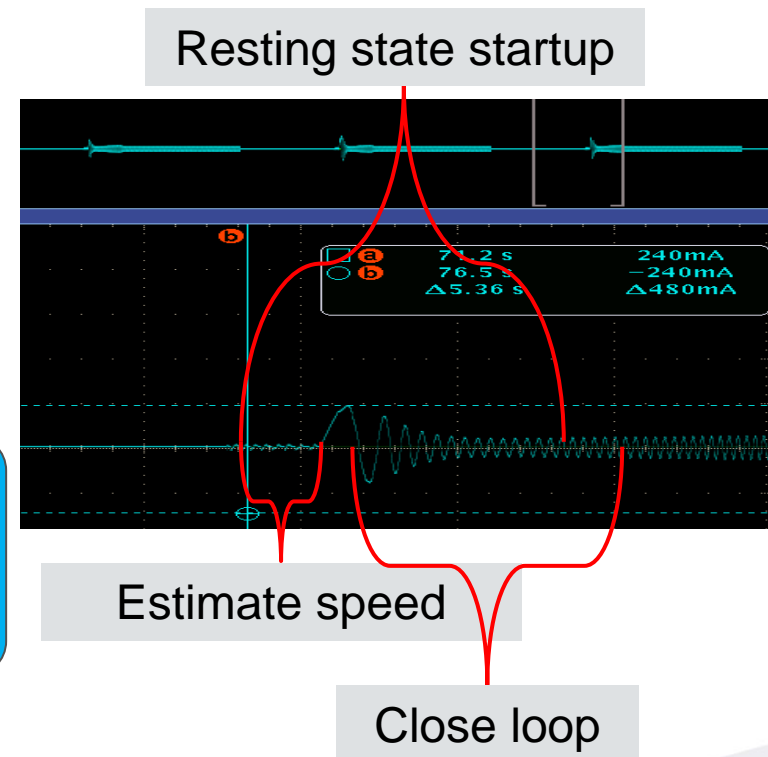 Resting state startup
b
a 71.2 s 240mA
b 76.5 s -240mA
Δ5.36 s Δ480mA
Estimate speed
Close loop